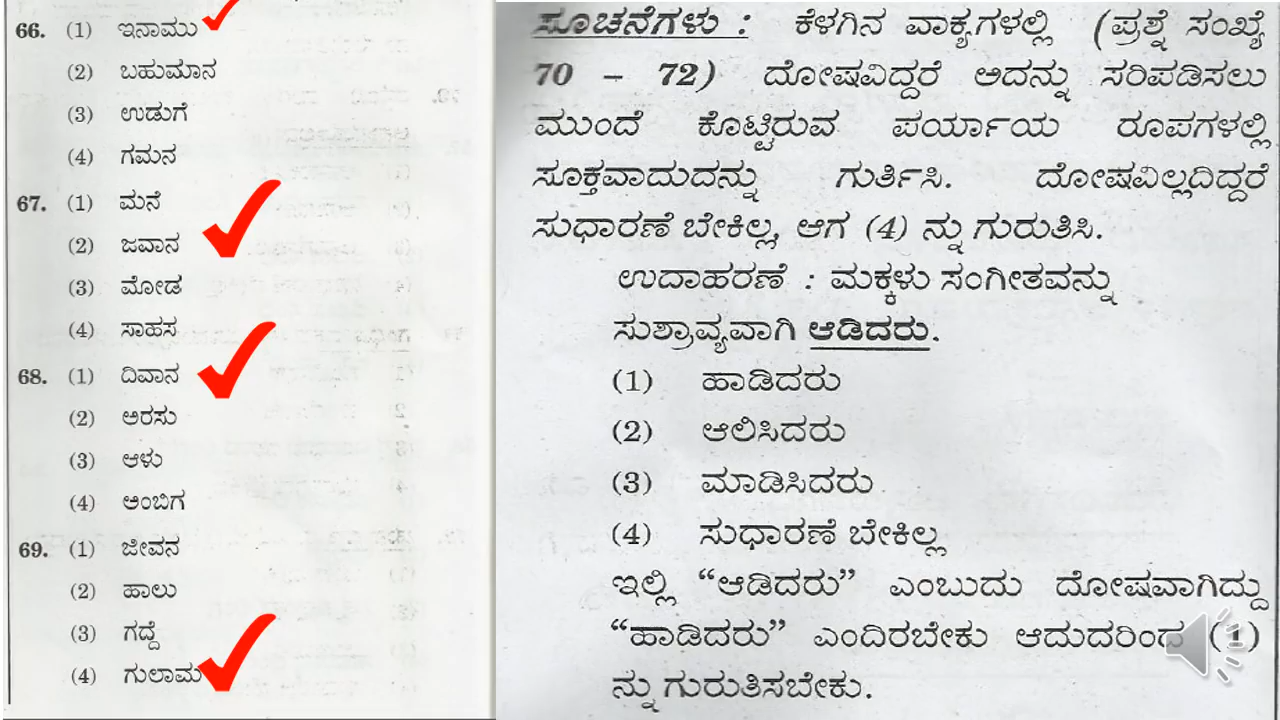 66. (1) ಇನಾಮು
(2) ಬಹುಮಾನ
(3) ಉಡುಗೆ
(4) ಗಮನ
67. (1) ಮನೆ
(2) ಜವಾನ
(3) ಮೋಡ
(4) ಸಾಹಸ
68. (1) ದಿವಾನ
(2) ಅರಸು
(3) ಆಳು
(4) ಅಂಬಿಗ
69. (1) ಜೀವನ
(2) ಹಾಲು
(3) ಗದ್ದೆ
(4) ಗುಲಾಮ
ಸೂಚನೆಗಳು : ಕೆಳಗಿನ ವಾಕ್ಯಗಳಲ್ಲಿ (ಪ್ರಶ್ನೆ ಸಂಖ್ಯೆ
70 – 72) ದೋಷವಿದ್ದರೆ ಅದನ್ನು ಸರಿಪಡಿಸಲು
ಮುಂದೆ ಕೊಟ್ಟಿರುವ ಪರ್ಯಾಯ ರೂಪಗಳಲ್ಲಿ
ಸೂಕ್ತವಾದುದನ್ನು ಗುರ್ತಿಸಿ. ದೋಷವಿಲ್ಲದಿದ್ದರೆ
ಸುಧಾರಣೆ ಬೇಕಿಲ್ಲ, ಆಗ (4) ನ್ನು ಗುರುತಿಸಿ.
ಉದಾಹರಣೆ : ಮಕ್ಕಳು ಸಂಗೀತವನ್ನು
ಸುಶ್ರಾವ್ಯವಾಗಿ ಆಡಿದರು.
(1) ಹಾಡಿದರು
(2) ಆಲಿಸಿದರು
(3) ಮಾಡಿಸಿದರು
(4) ಸುಧಾರಣೆ ಬೇಕಿಲ್ಲ
ಇಲ್ಲಿ “ಆಡಿದರು” ಎಂಬುದು ದೋಷವಾಗಿದ್ದು
“ಹಾಡಿದರು” ಎಂದಿರಬೇಕು ಆದುದರಿಂದ (1)
ನ್ನು ಗುರುತಿಸಬೇಕು.